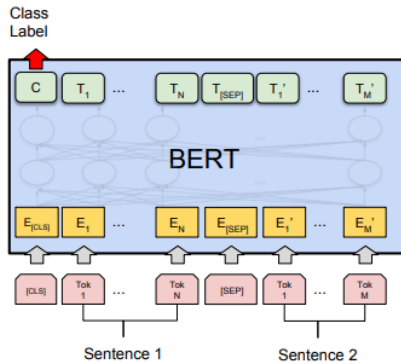 Class
Label
C T1 ... TN T[SEP] T1' ... TM'
...
BERT
...
E[CLS] E1 ... EN E[SEP] E1' ... EM'
[CLS] Tok 1 ... Tok N [SEP] Tok 1 ... Tok M
Sentence 1 Sentence 2